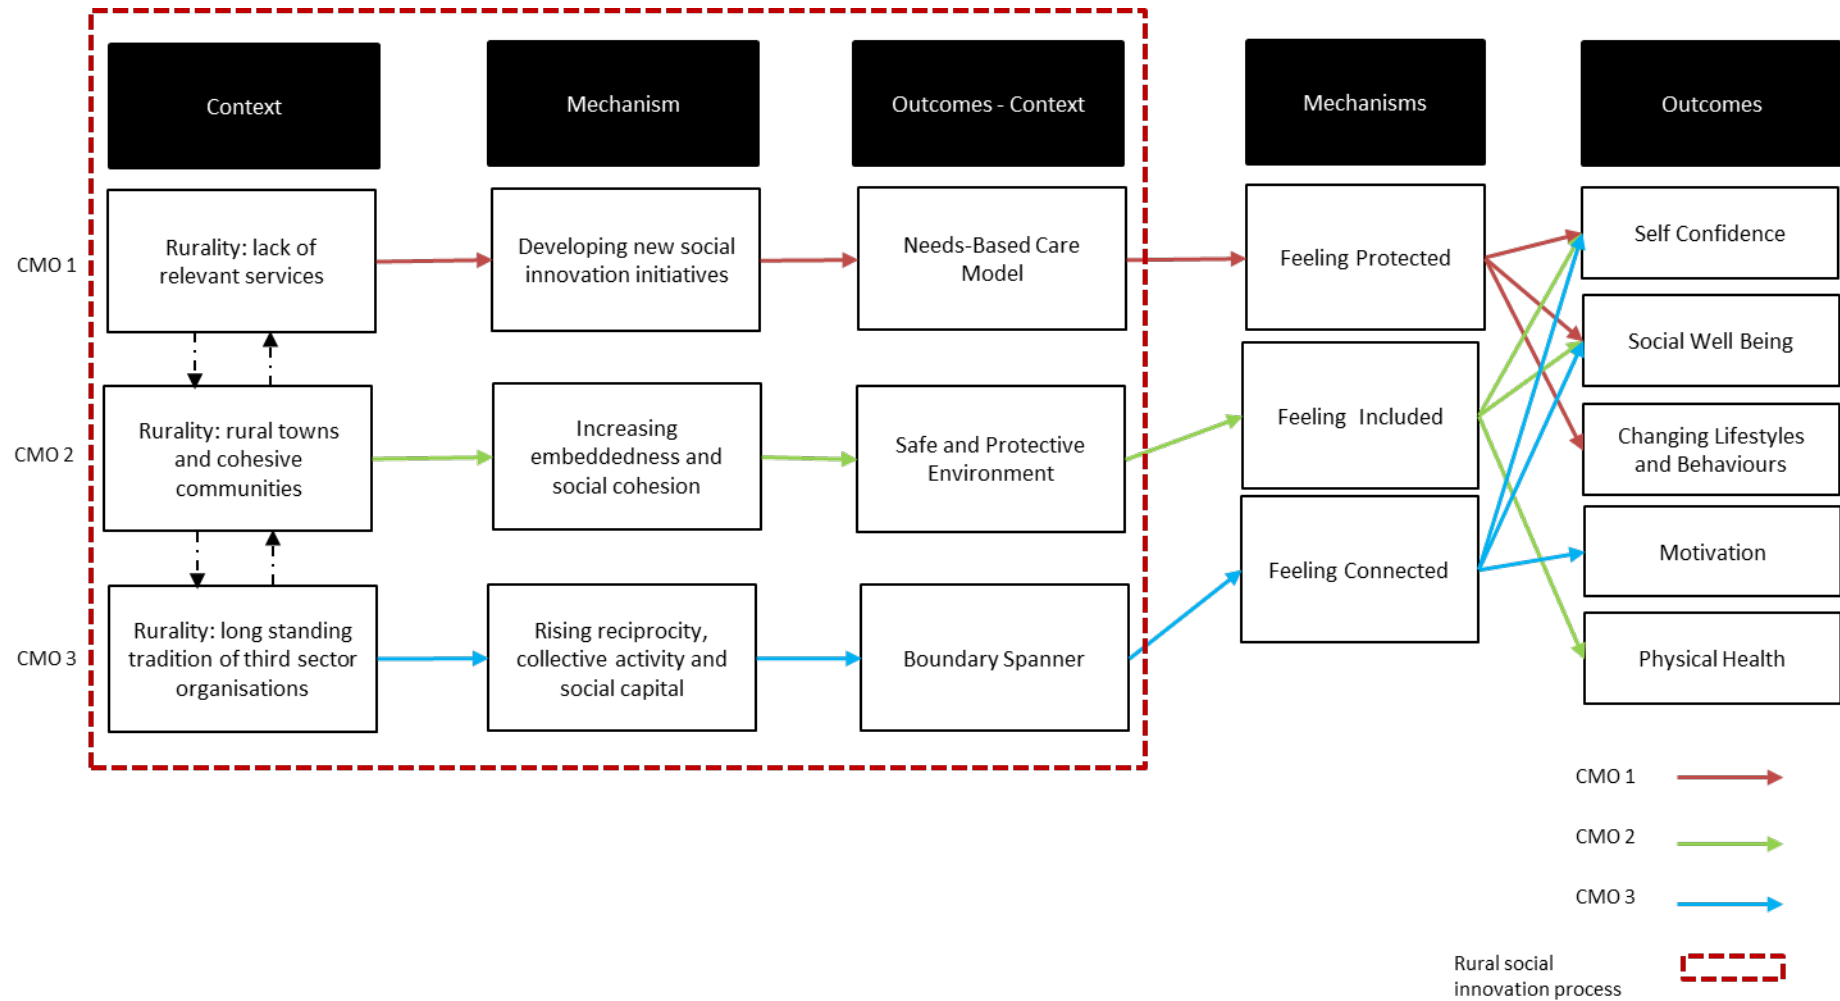 Context
Mechanism
Outcomes - Context
Mechanisms
Outcomes
CMO 1
Rurality: lack of
relevant services
Developing new social
innovation initiatives
Needs-Based Care
Model
Feeling Protected
Self Confidence
Social Well Being
CMO 2
Rurality: rural towns
and cohesive
communities
Increasing
embeddedness and
social cohesion
Safe and Protective
Environment
Feeling Included
Changing Lifestyles
and Behaviours
Motivation
CMO 3
Rurality: long standing
tradition of third sector
organisations
Rising reciprocity,
collective activity and
social capital
Boundary Spanner
Feeling Connected
Physical Health
CMO 1
CMO 2
CMO 3
Rural social
innovation process